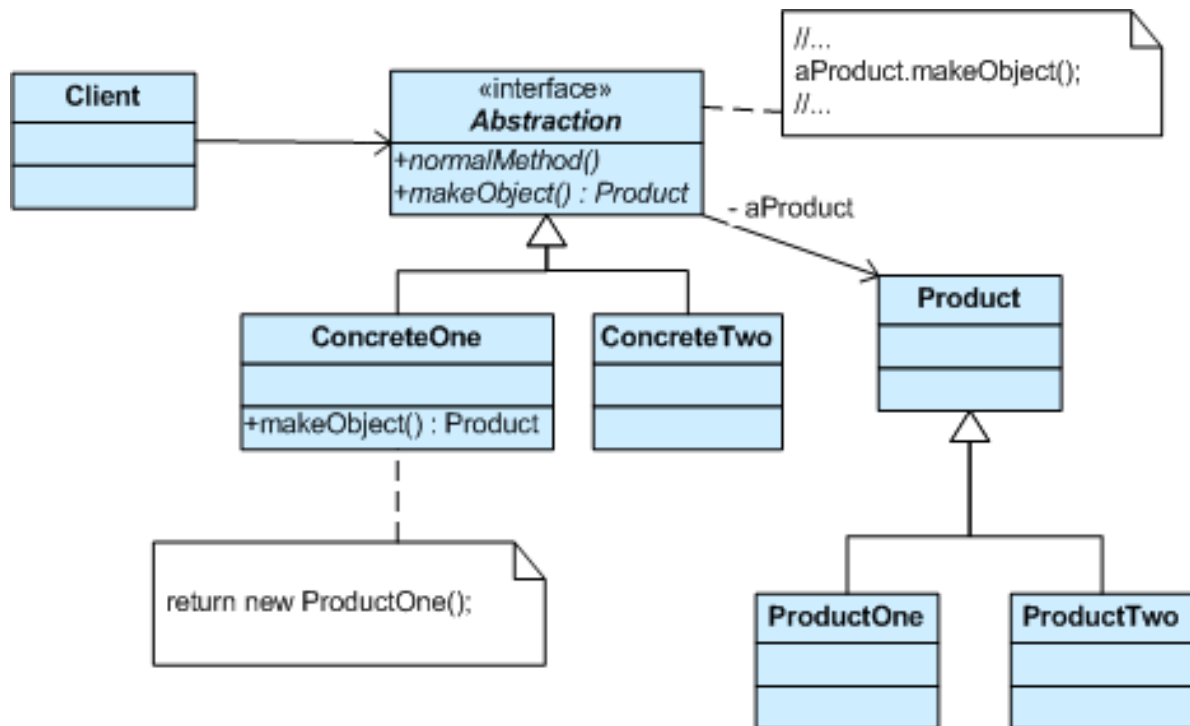 //...
aProduct.makeObject();
//...
Client
«interface»
Abstraction
+normalMethod()
+makeObject() : Product
- aProduct
Product
ConcreteOne
+makeObject() : Product
ConcreteTwo
return new ProductOne();
ProductOne
ProductTwo